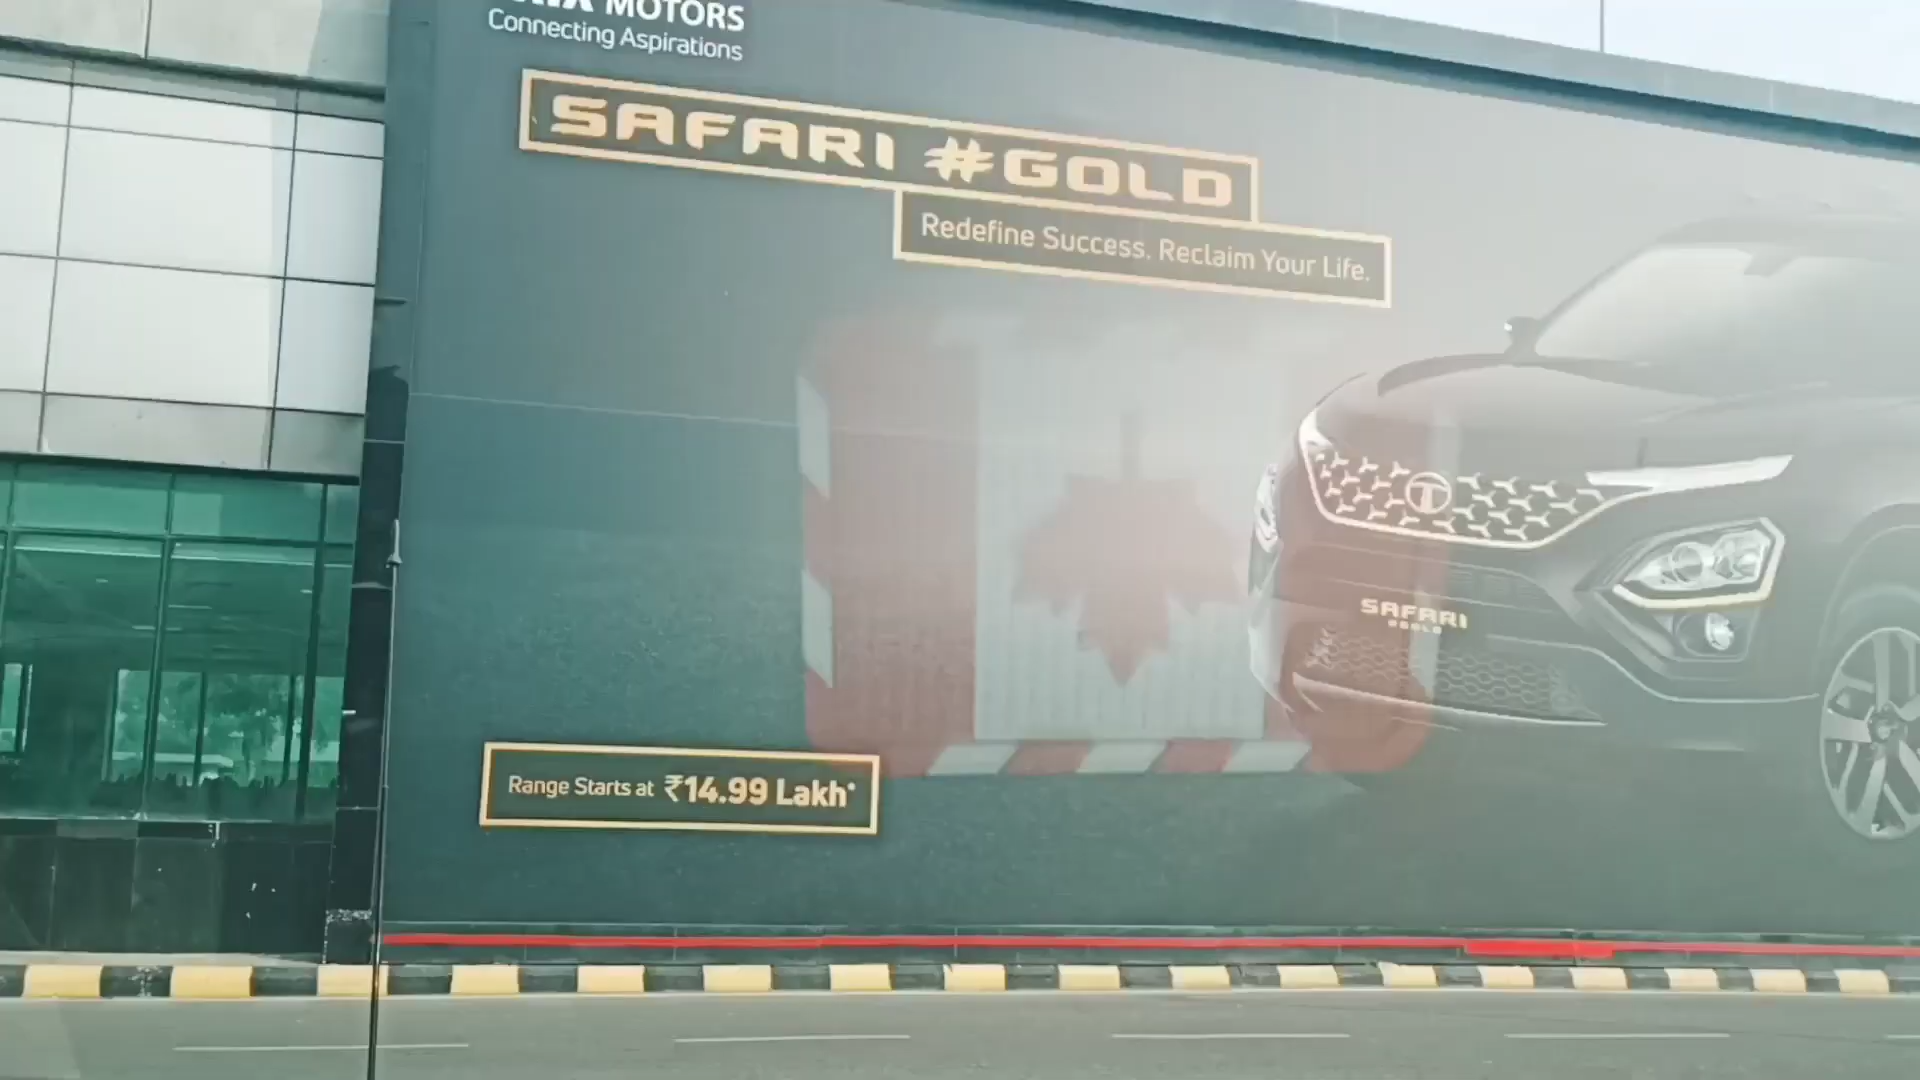 MOTORS
Connecting Aspirations
SAFARI #GOLD
Redefine Success. Reclaim Your Life.
SAFARI
#GOLD
Range Starts at ₹14.99 Lakh*